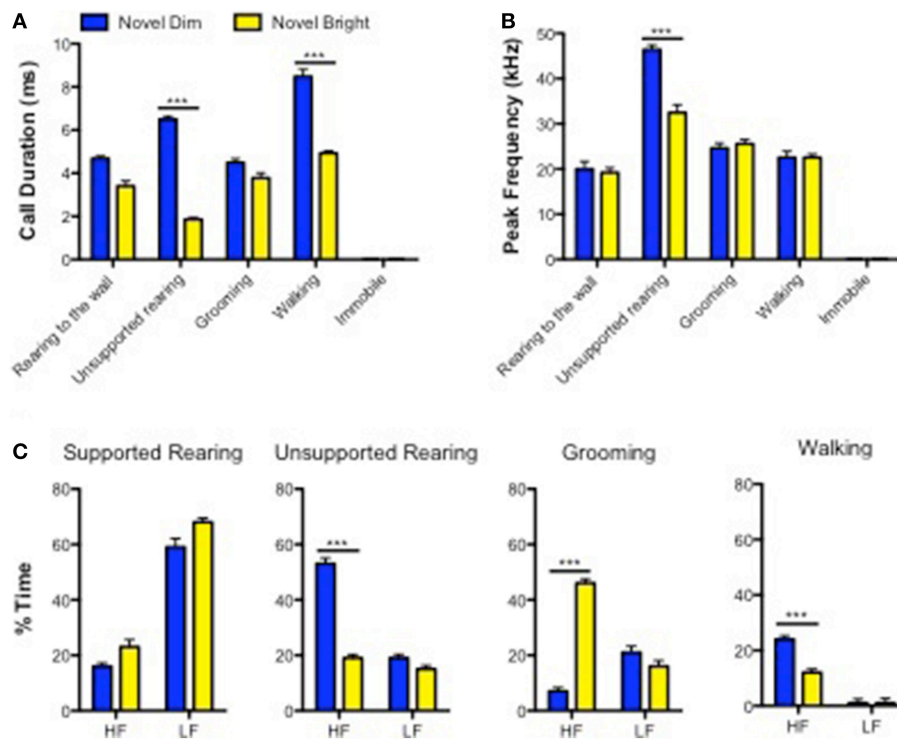 A
Novel Dim
Novel Bright
Call Duration (ms)
10
8
6
4
2
0
***
***
Rearing to the wall
Unsupported rearing
Grooming
Walking
Immobile
B
Peak Frequency (kHz)
50
40
30
20
10
0
***
Rearing to the wall
Unsupported rearing
Grooming
Walking
Immobile
C
% Time
Supported Rearing
80
60
40
20
0
HF LF
Unsupported Rearing
80
60
40
20
0
***
HF LF
Grooming
80
60
40
20
0
***
HF LF
Walking
80
60
40
20
0
***
HF LF